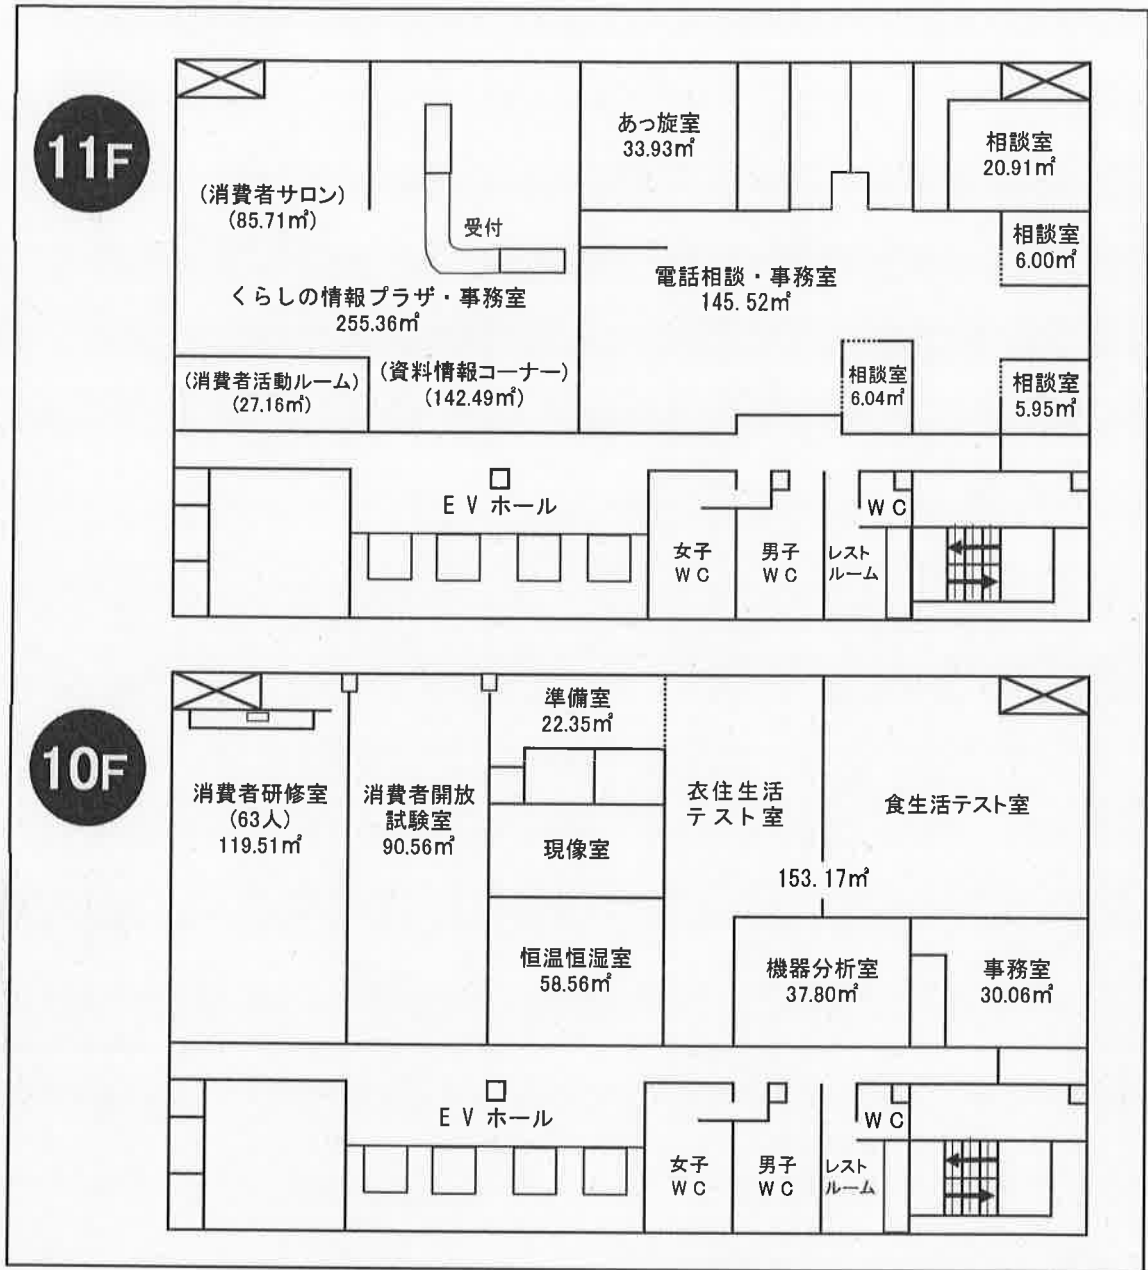 11F
あっ旋室
33.93㎡
相談室
20.91㎡
(消費者サロン)
(85.71㎡)
受付
相談室
6.00㎡
くらしの情報プラザ・事務室
255.36㎡
電話相談・事務室
145.52㎡
(消費者活動ルーム)
(27.16㎡)
(資料情報コーナー)
(142.49㎡)
相談室
6.04㎡
相談室
5.95㎡
EV ホール
女子
WC
男子
WC
レスト
ルーム
WC
10F
準備室
22.35㎡
消費者研修室
(63人)
119.51㎡
消費者開放
試験室
90.56㎡
現像室
衣住生活
テスト室
食生活テスト室
153.17㎡
恒温恒湿室
58.56㎡
機器分析室
37.80㎡
事務室
30.06㎡
EV ホール
女子
WC
男子
WC
レスト
ルーム
WC